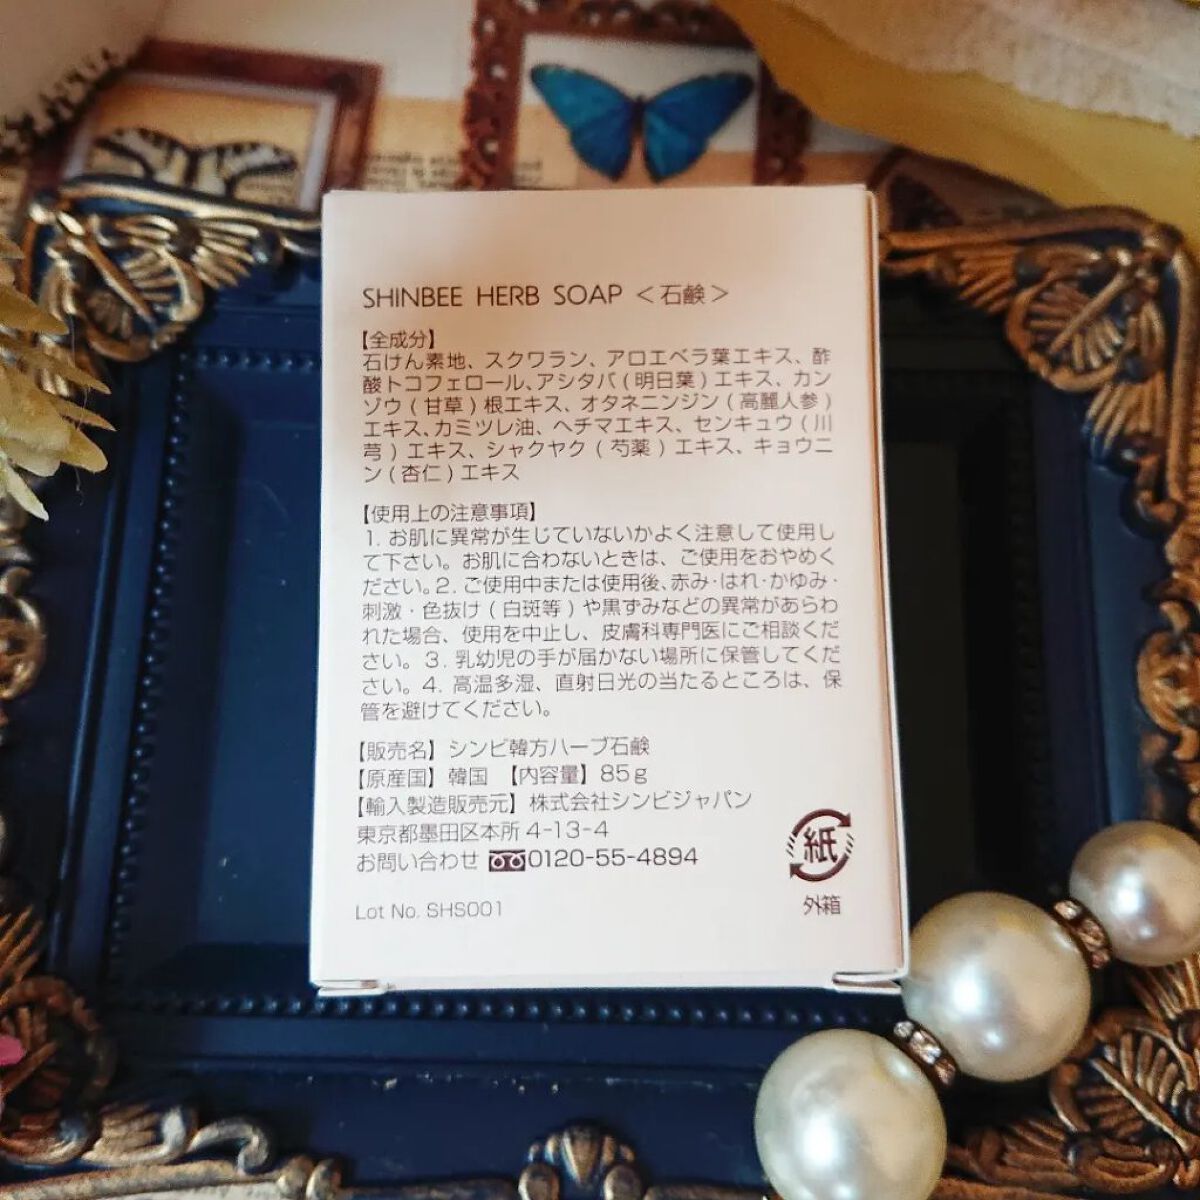 SHINBEE HERB SOAP <石鹸>
【全成分】
石けん素地、スクワラン、アロエベラ葉エキス、酢
酸トコフェロール、アシタバ(明日葉)エキス、カン
ゾウ(甘草)根エキス、オタネニンジン(高麗人参)
エキス、カミツレ油、ヘチマエキス、センキュウ(川
芎)エキス、シャクヤク(芍薬)エキス、キョウニ
ン(杏仁)エキス
【使用上の注意事項】
1. お肌に異常が生じていないかよく注意して使用し
て下さい。お肌に合わないときは、ご使用をおやめく
ださい。2. ご使用中または使用後、赤み・はれ・かゆみ・
刺激・色抜け(白斑等)や黒ずみなどの異常があらわ
れた場合、使用を中止し、皮膚科専門医にご相談くだ
さい。3. 乳幼児の手が届かない場所に保管してくだ
さい。4. 高温多湿、直射日光の当たるところは、保
管を避けてください。
【販売名】シンビ韓方ハーブ石鹸
【原産国】韓国 【内容量】85g
【輸入製造販売元】株式会社シンビジャパン
東京都墨田区本所4-13-4
お問い合わせ 0120-55-4894
紙
外箱
Lot No. SHS001